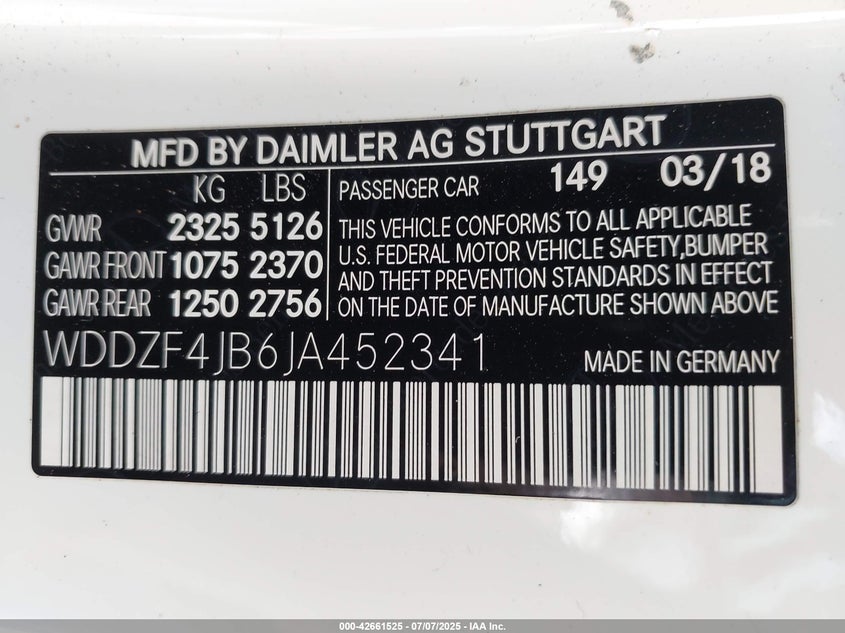 MFD BY DAIMLER AG STUTTGART
KG LBS
GVWR 2325 5126
GAWR FRONT 1075 2370
GAWR REAR 1250 2756
PASSENGER CAR 149 03/18
THIS VEHICLE CONFORMS TO ALL APPLICABLE
U.S. FEDERAL MOTOR VEHICLE SAFETY,BUMPER
AND THEFT PREVENTION STANDARDS IN EFFECT
ON THE DATE OF MANUFACTURE SHOWN ABOVE
WDDZF4JB6JA452341
MADE IN GERMANY
000-42661525 - 07/07/2025 - IAA Inc.